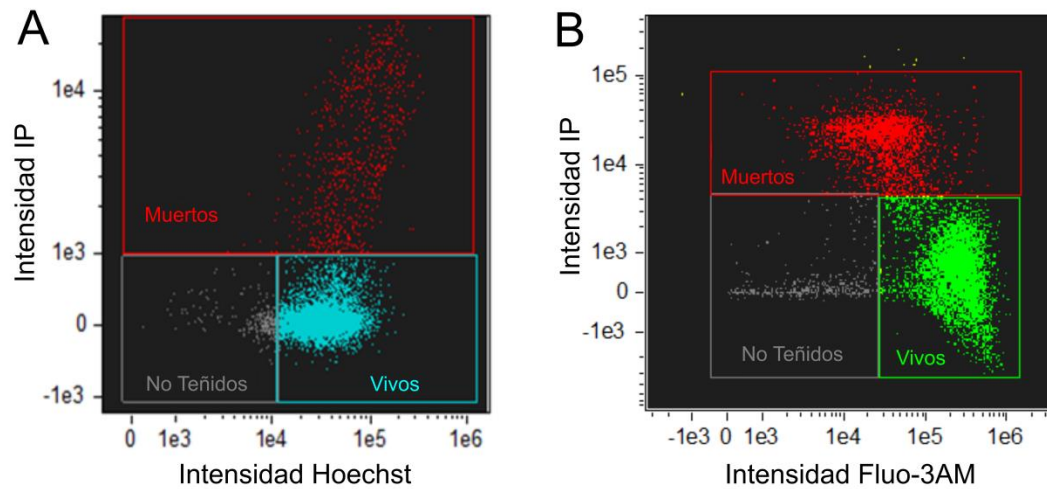 A
Intensidad IP
1e4
1e3
0
-1e3
Muertos
No Teñidos
Vivos
0
1e3
1e4
1e5
1e6
Intensidad Hoechst
B
Intensidad IP
1e5
1e4
1e3
0
-1e3
Muertos
No Teñidos
Vivos
-1e3
0
1e3
1e4
1e5
1e6
Intensidad Fluo-3AM